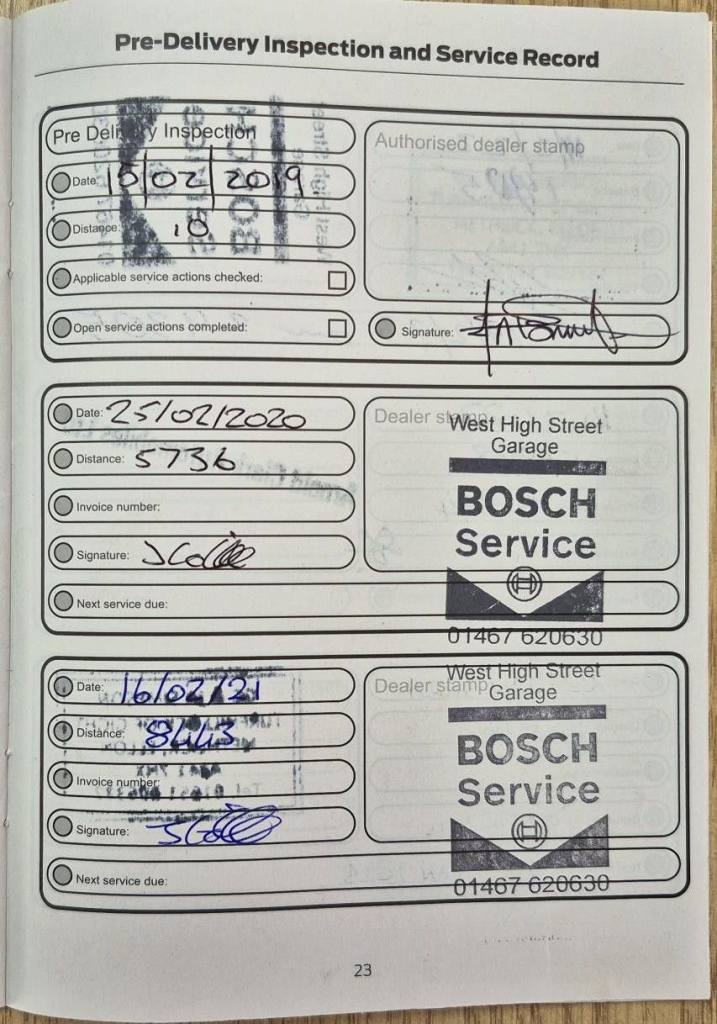 Pre-Delivery Inspection and Service Record
Pre Delivery Inspection
Authorised dealer stamp
Date: 15/02/2019
Distance: 10
Applicable service actions checked:
Open service actions completed:
Signature:
Date: 25/02/2020
Dealer stamp
West High Street
Garage
Distance: 5736
BOSCH
Invoice number:
Service
Signature:
Next service due:
01467 620630
Date: 16/02/21
Dealer stamp
West High Street
Garage
Distance: 8443
BOSCH
Invoice number:
Service
Signature:
Next service due:
01467 620630
23